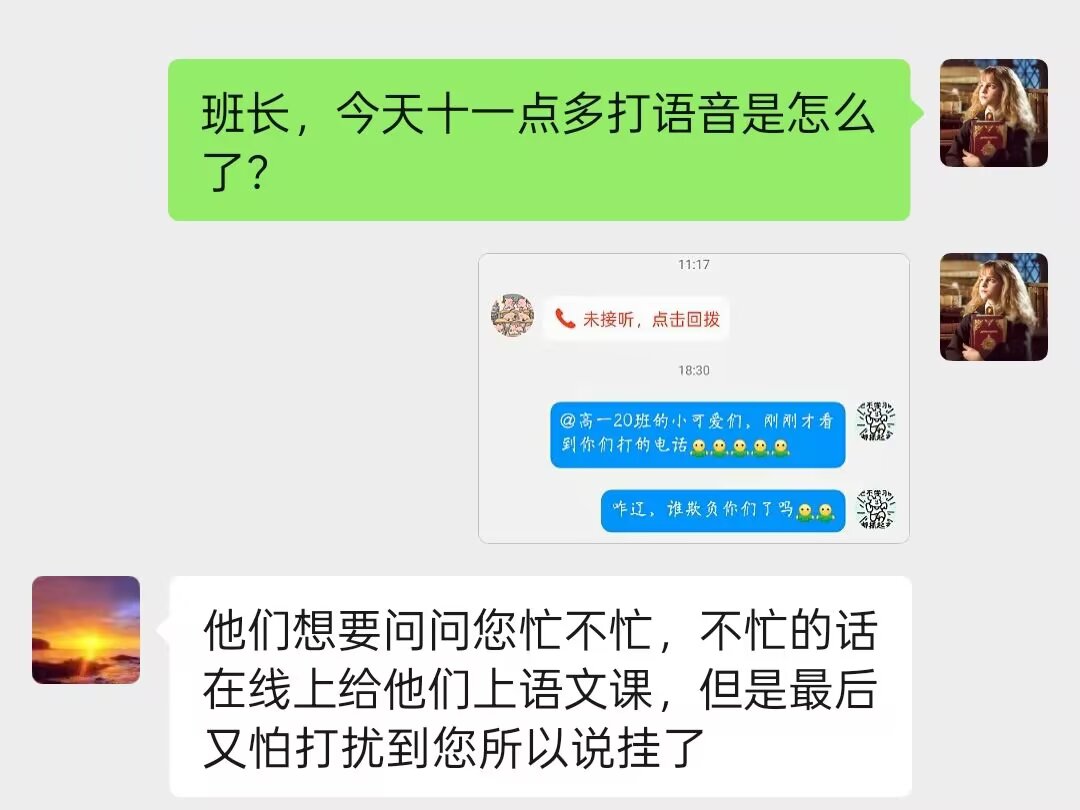 班长，今天十一点多打语音是怎么
了？
11:17
未接听，点击回拨
18:30
@高一20班的小可爱们，刚刚才看
到你们打的电话
咋辽，谁欺负你们了吗
他们想要问问您忙不忙，不忙的话
在线上给他们上语文课，但是最后
又怕打扰到您所以说挂了